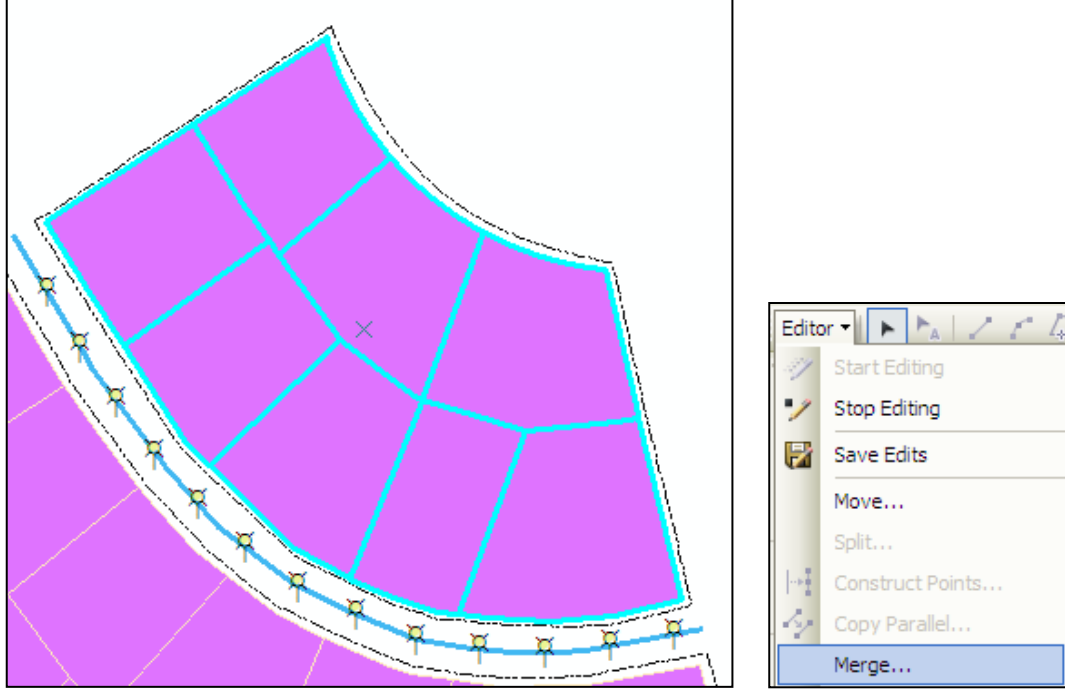 Editor
A
Start Editing
Stop Editing
Save Edits
Move...
Split...
Construct Points...
Copy Parallel...
Merge...